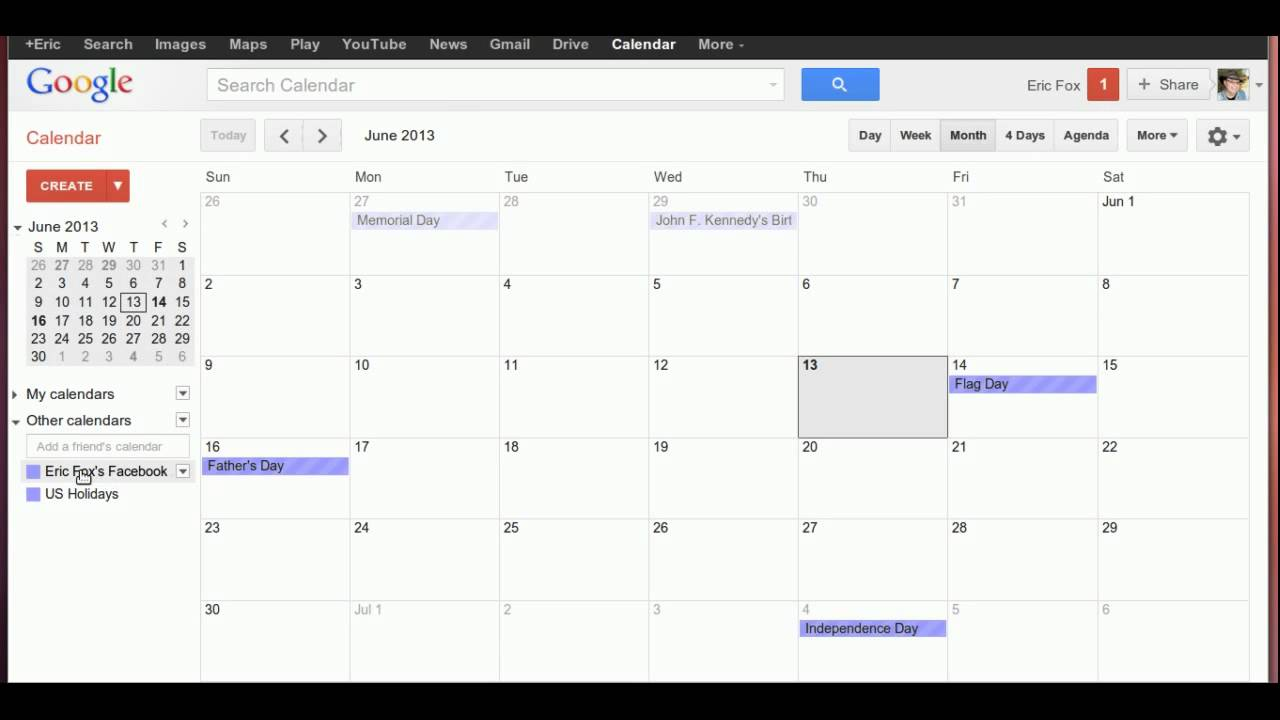 +Eric Search Images Maps Play YouTube News Gmail Drive Calendar More
Google Search Calendar Eric Fox 1 + Share
Calendar Today June 2013 Day Week Month 4 Days Agenda More
CREATE
June 2013
S M T W T F S
26 27 28 29 30 31 1
2 3 4 5 6 7 8
9 10 11 12 13 14 15
16 17 18 19 20 21 22
23 24 25 26 27 28 29
30 1 2 3 4 5 6
My calendars
Other calendars
Add a friend's calendar
Eric Fox's Facebook
US Holidays
Sun Mon Tue Wed Thu Fri Sat
26 27 28 29 30 31 Jun 1
Memorial Day John F. Kennedy's Birt
2 3 4 5 6 7 8
9 10 11 12 13 14 15
Flag Day
16 17 18 19 20 21 22
Father's Day
23 24 25 26 27 28 29
30 Jul 1 2 3 4 5 6
Independence Day